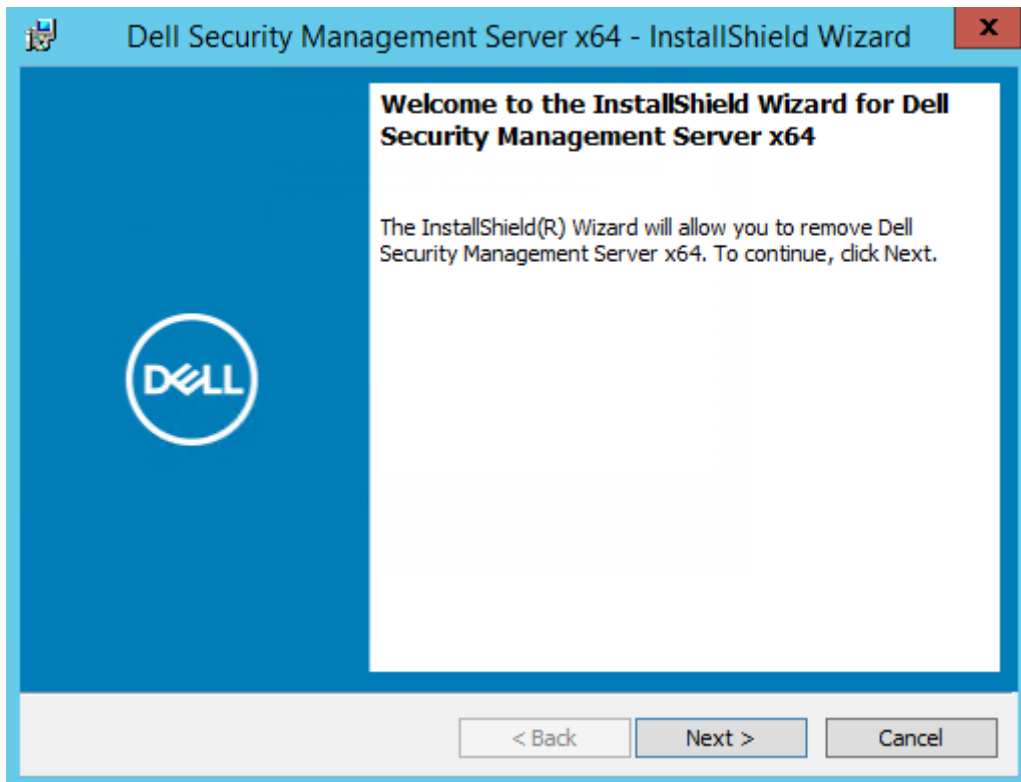 Dell Security Management Server x64 - InstallShield Wizard
x
Welcome to the InstallShield Wizard for Dell
Security Management Server x64
The InstallShield(R) Wizard will allow you to remove Dell
Security Management Server x64. To continue, click Next.
DELL
< Back
Next >
Cancel